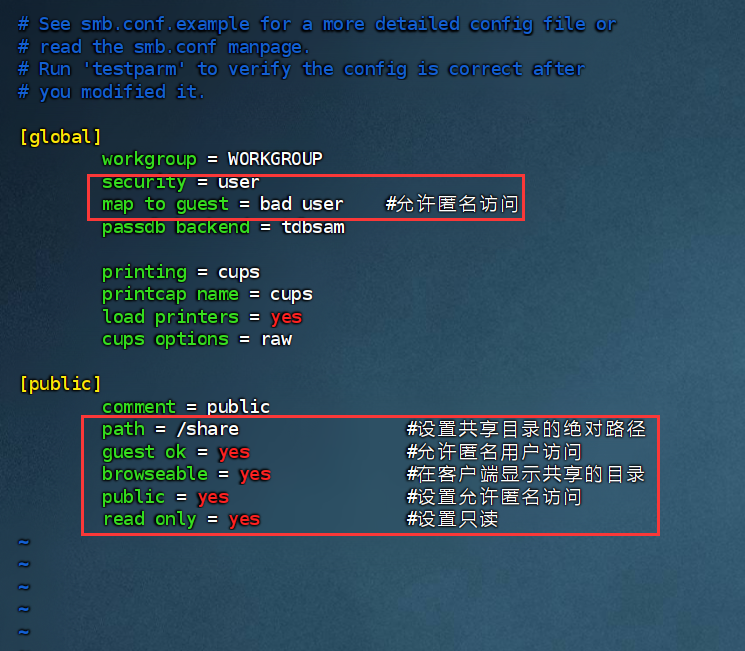 # See smb.conf.example for a more detailed config file or
# read the smb.conf manpage.
# Run 'testparm' to verify the config is correct after
# you modified it.
[global]
workgroup = WORKGROUP
security = user
map to guest = bad user    #允许匿名访问
passdb backend = tdbsam
printing = cups
printcap name = cups
load printers = yes
cups options = raw
[public]
comment = public
path = /share    #设置共享目录的绝对路径
guest ok = yes    #允许匿名用户访问
browseable = yes    #在客户端显示共享的目录
public = yes    #设置允许匿名访问
read only = yes    #设置只读
~
~
~
~
~